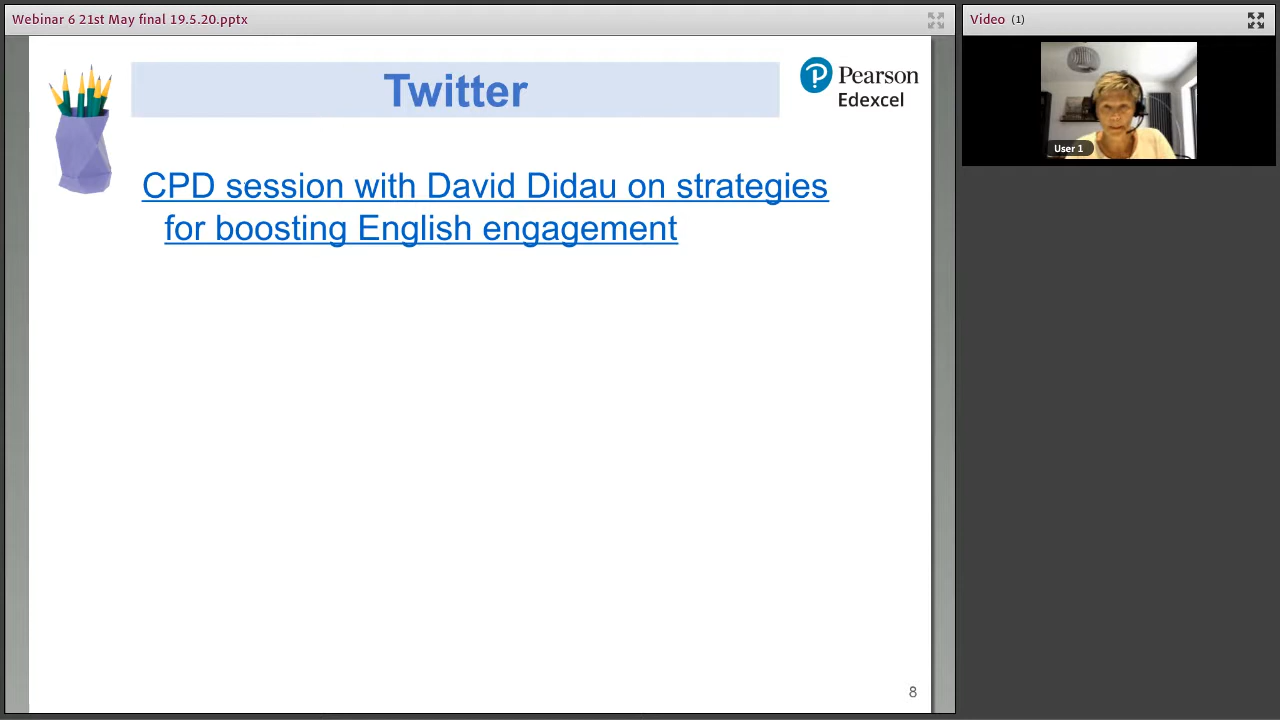 Webinar 6 21st May final 19.5.20.pptx
Video (1)
Twitter
Pearson
Edexcel
User 1
CPD session with David Didau on strategies
for boosting English engagement
8